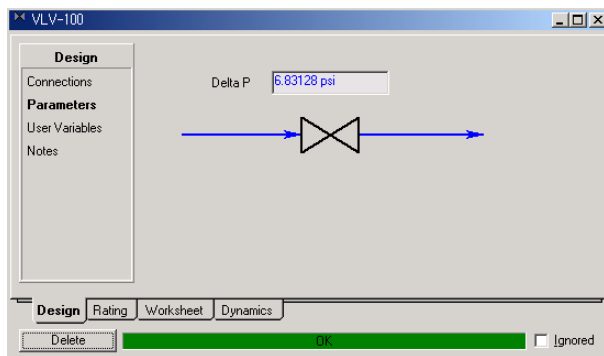 VLV-100
Design
Connections
Parameters
User Variables
Notes
Delta P 6.83128 psi
Design Rating Worksheet Dynamics
Delete OK Ignored